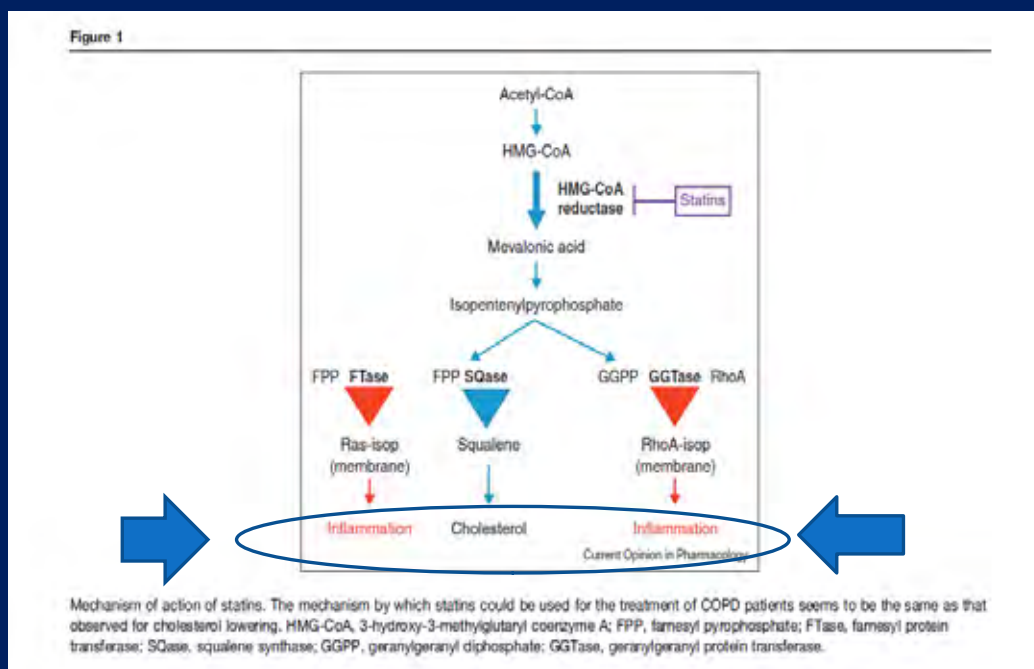 Figure 1
Acetyl-CoA
HMG-CoA
HMG-CoA
reductase
Statins
Mevalonic acid
Isopentenylpyrophosphate
FPP FTase FPP SQase GGPP GGTase RhoA
Ras-isop Squalene RhoA-isop
(membrane) (membrane)
Inflammation Cholesterol Inflammation
Current Opinion in Pharmacology
Mechanism of action of statins. The mechanism by which statins could be used for the treatment of COPD patients seems to be the same as that
observed for cholesterol lowering. HMG-CoA, 3-hydroxy-3-methylglutaryl coenzyme A; FPP, farnesyl pyrophosphate; FTase, farnesyl protein
transferase; SQase, squalene synthase; GGPP, geranylgeranyl diphosphate; GGTase, geranylgeranyl protein transferase.